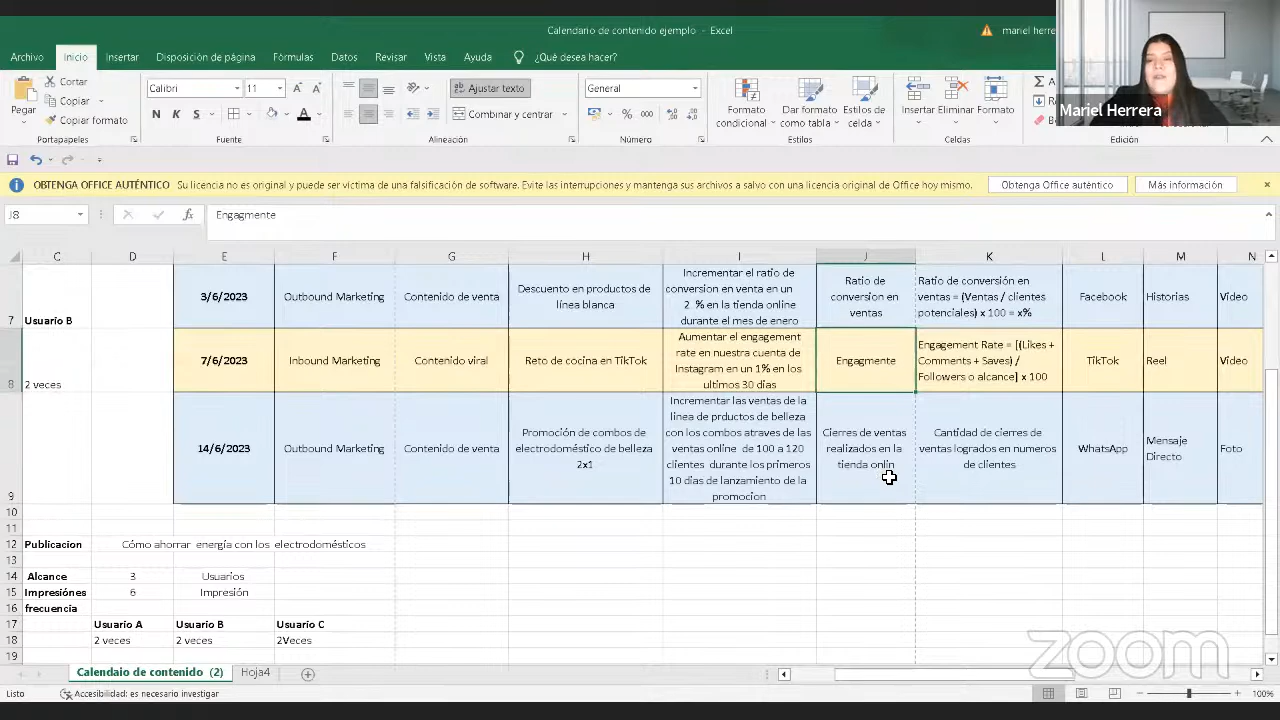 Calendario de contenido ejemplo - Excel
mariel herre
Archivo Inicio Insertar Disposición de página Fórmulas Datos Revisar Vista Ayuda ¿Qué desea hacer?
Mariel Herrera
Pegar
Cortar
Copiar
Copiar formato
Portapapeles
Calibri 11
N K S
Fuente
Ajustar texto
Combinar y centrar
Alineación
General
Número
Formato condicional
Dar formato como tabla
Estilos de celda
Estilos
Insertar Eliminar Formato
Celdas
Edición
OBTENGA OFFICE AUTÉNTICO Su licencia no es original y puede ser víctima de una falsificación de software. Evite las interrupciones y mantenga sus archivos a salvo con una licencia original de Office hoy mismo. Obtenga Office auténtico Más información
J8 fx Engagmente
C D E F G H I J K L M N
7
Usuario B
3/6/2023
Outbound Marketing
Contenido de venta
Descuento en productos de
línea blanca
Incrementar el ratio de
conversion en venta en un
2 % en la tienda online
durante el mes de enero
Ratio de
conversion en
ventas
Ratio de conversión en
ventas = (Ventas / clientes
potenciales) x 100 = x%
Facebook
Historias
Video
8
2 veces
7/6/2023
Inbound Marketing
Contenido viral
Reto de cocina en TikTok
Aumentar el engagement
rate en nuestra cuenta de
Instagram en un 1% en los
ultimos 30 dias
Engagmente
Engagement Rate = [(Likes +
Comments + Saves) /
Followers o alcance] x 100
TikTok
Reel
Video
9
14/6/2023
Outbound Marketing
Contenido de venta
Promoción de combos de
electrodoméstico de belleza
2x1
Incrementar las ventas de la
linea de prductos de belleza
con los combos atraves de las
ventas online de 100 a 120
clientes durante los primeros
10 dias de lanzamiento de la
promocion
Cierres de ventas
realizados en la
tienda onlin
Cantidad de cierres de
ventas logrados en numeros
de clientes
WhatsApp
Mensaje
Directo
Foto
10
11
12 Publicacion Cómo ahorrar energía con los electrodomésticos
13
14 Alcance 3 Usuarios
15 Impresiónes 6 Impresión
16 frecuencia
17 Usuario A Usuario B Usuario C
18 2 veces 2 veces 2Veces
19
zoom
Calendaio de contenido (2) Hoja4
Listo Accesibilidad: es necesario investigar 100%